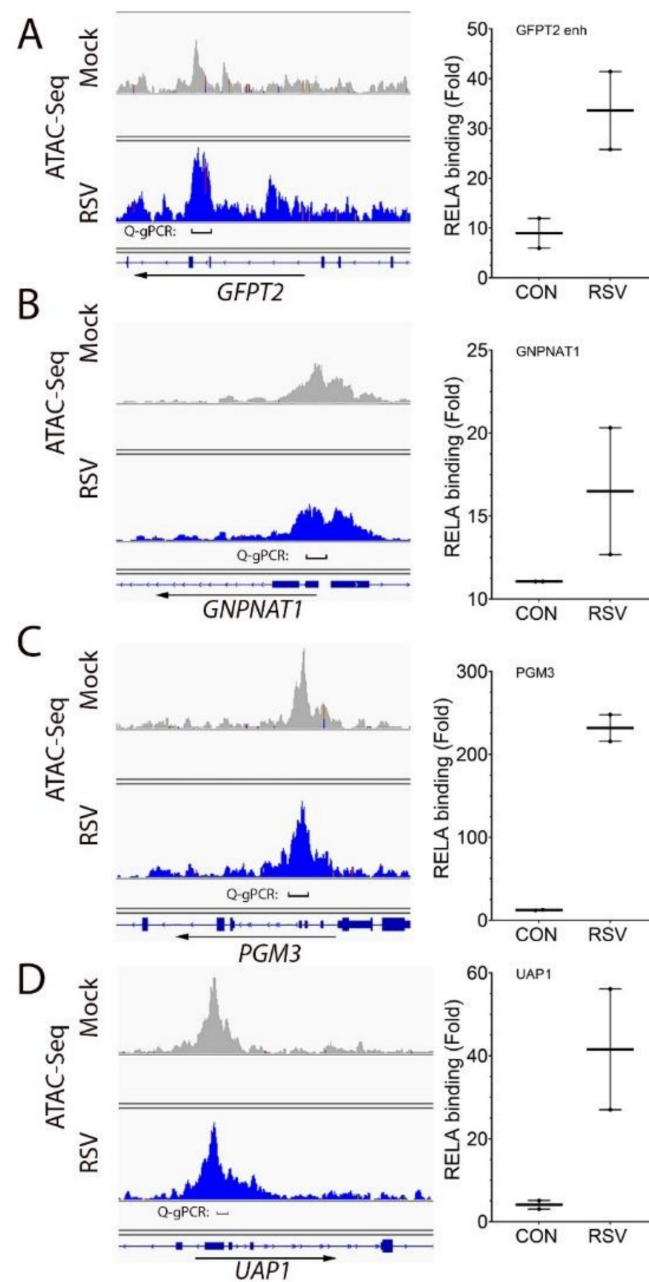 A
ATAC-Seq
Mock
RSV
Q-gPCR:
GFPT2
GFPT2 enh
RELA binding (Fold)
50
40
30
20
10
0
CON
RSV
B
ATAC-Seq
Mock
RSV
Q-gPCR:
GNPNAT1
GNPNAT1
RELA binding (Fold)
25
20
15
10
CON
RSV
C
ATAC-Seq
Mock
RSV
Q-gPCR:
PGM3
PGM3
RELA binding (Fold)
300
200
100
0
CON
RSV
D
ATAC-Seq
Mock
RSV
Q-gPCR:
UAP1
UAP1
RELA binding (Fold)
60
40
20
0
CON
RSV